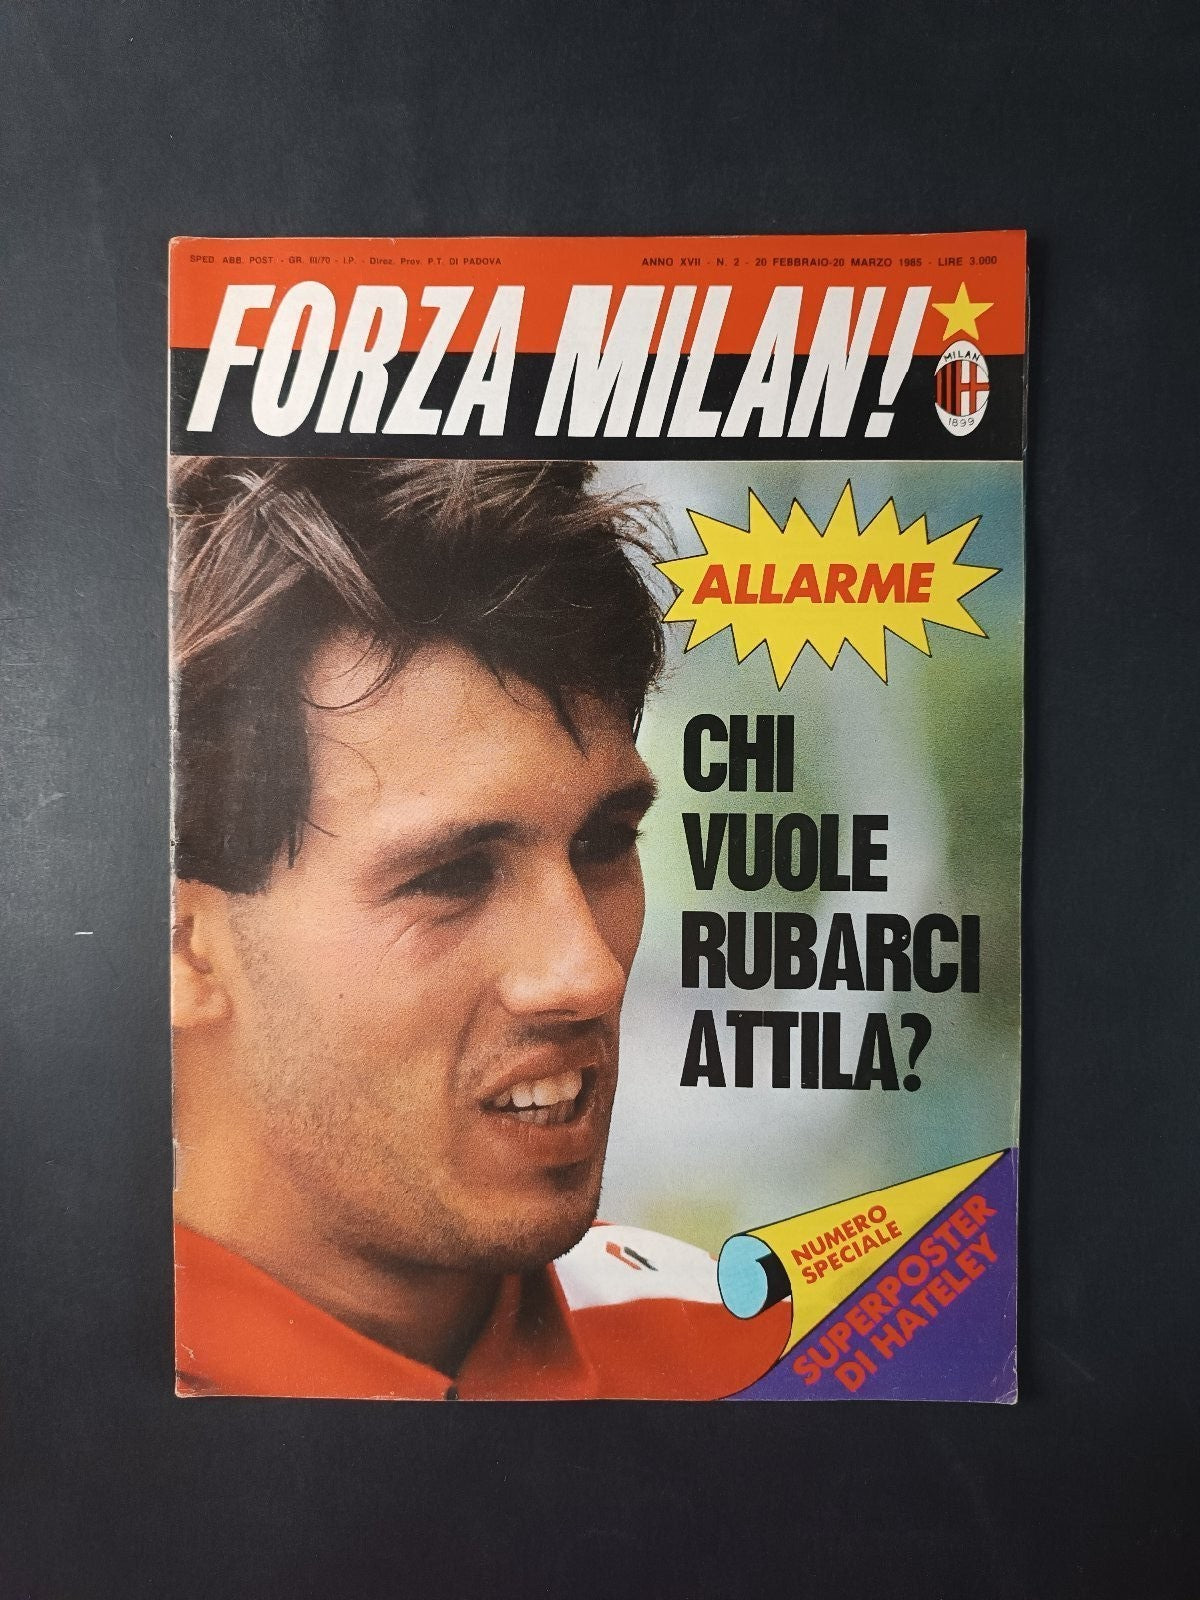 SPED. ABB. POST. - GR. III/70 - I.P. - Direz. Prov. P.T. DI PADOVA
ANNO XVII - N. 2 - 20 FEBBRAIO-20 MARZO 1985 - LIRE 3.000
FORZA MILAN!
MILAN
1899
ALLARME
CHI
VUOLE
RUBARCI
ATTILA?
NUMERO
SPECIALE
SUPERPOSTER
DI HATELEY